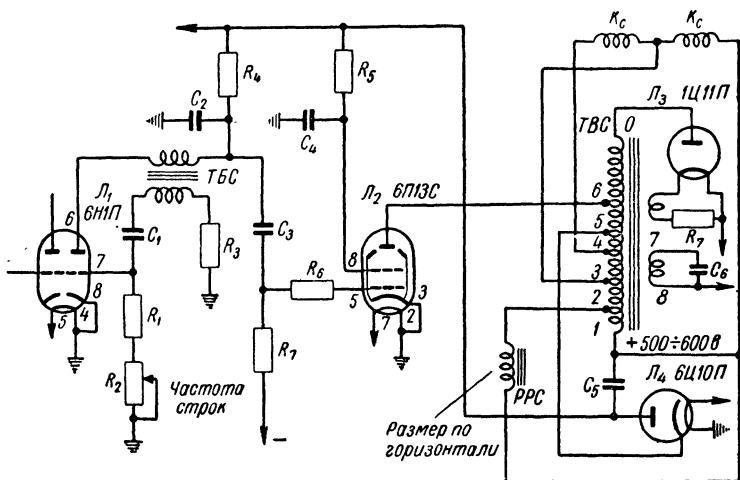 Kс Kс
Л3 1Ц11П
ТВС 0
R4
R5
C2
C4
ТБС
Л1
6Н1П
6
7
8
4
5
C1
R3
C3
Л2 6П13С
8
5
3
2
7
R6
R1
R2
Частота
строк
R7
–
6
5
4
3
2
1
R7
7
C6
8
+500÷600в
C5
Л4 6Ц10П
РРС
Размер по
горизонтали